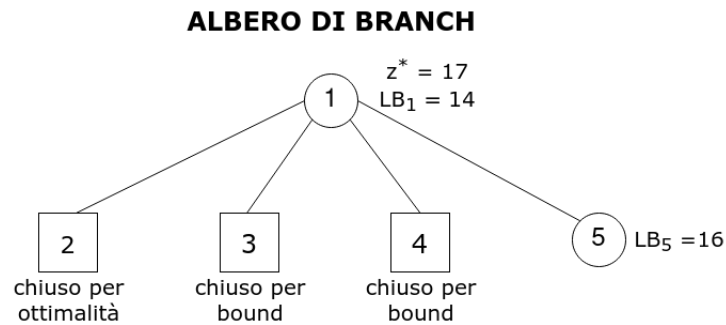 ALBERO DI BRANCH
z* = 17
1
LB₁ = 14
2
3
4
5
LB₅ =16
chiuso per
ottimalità
chiuso per
bound
chiuso per
bound